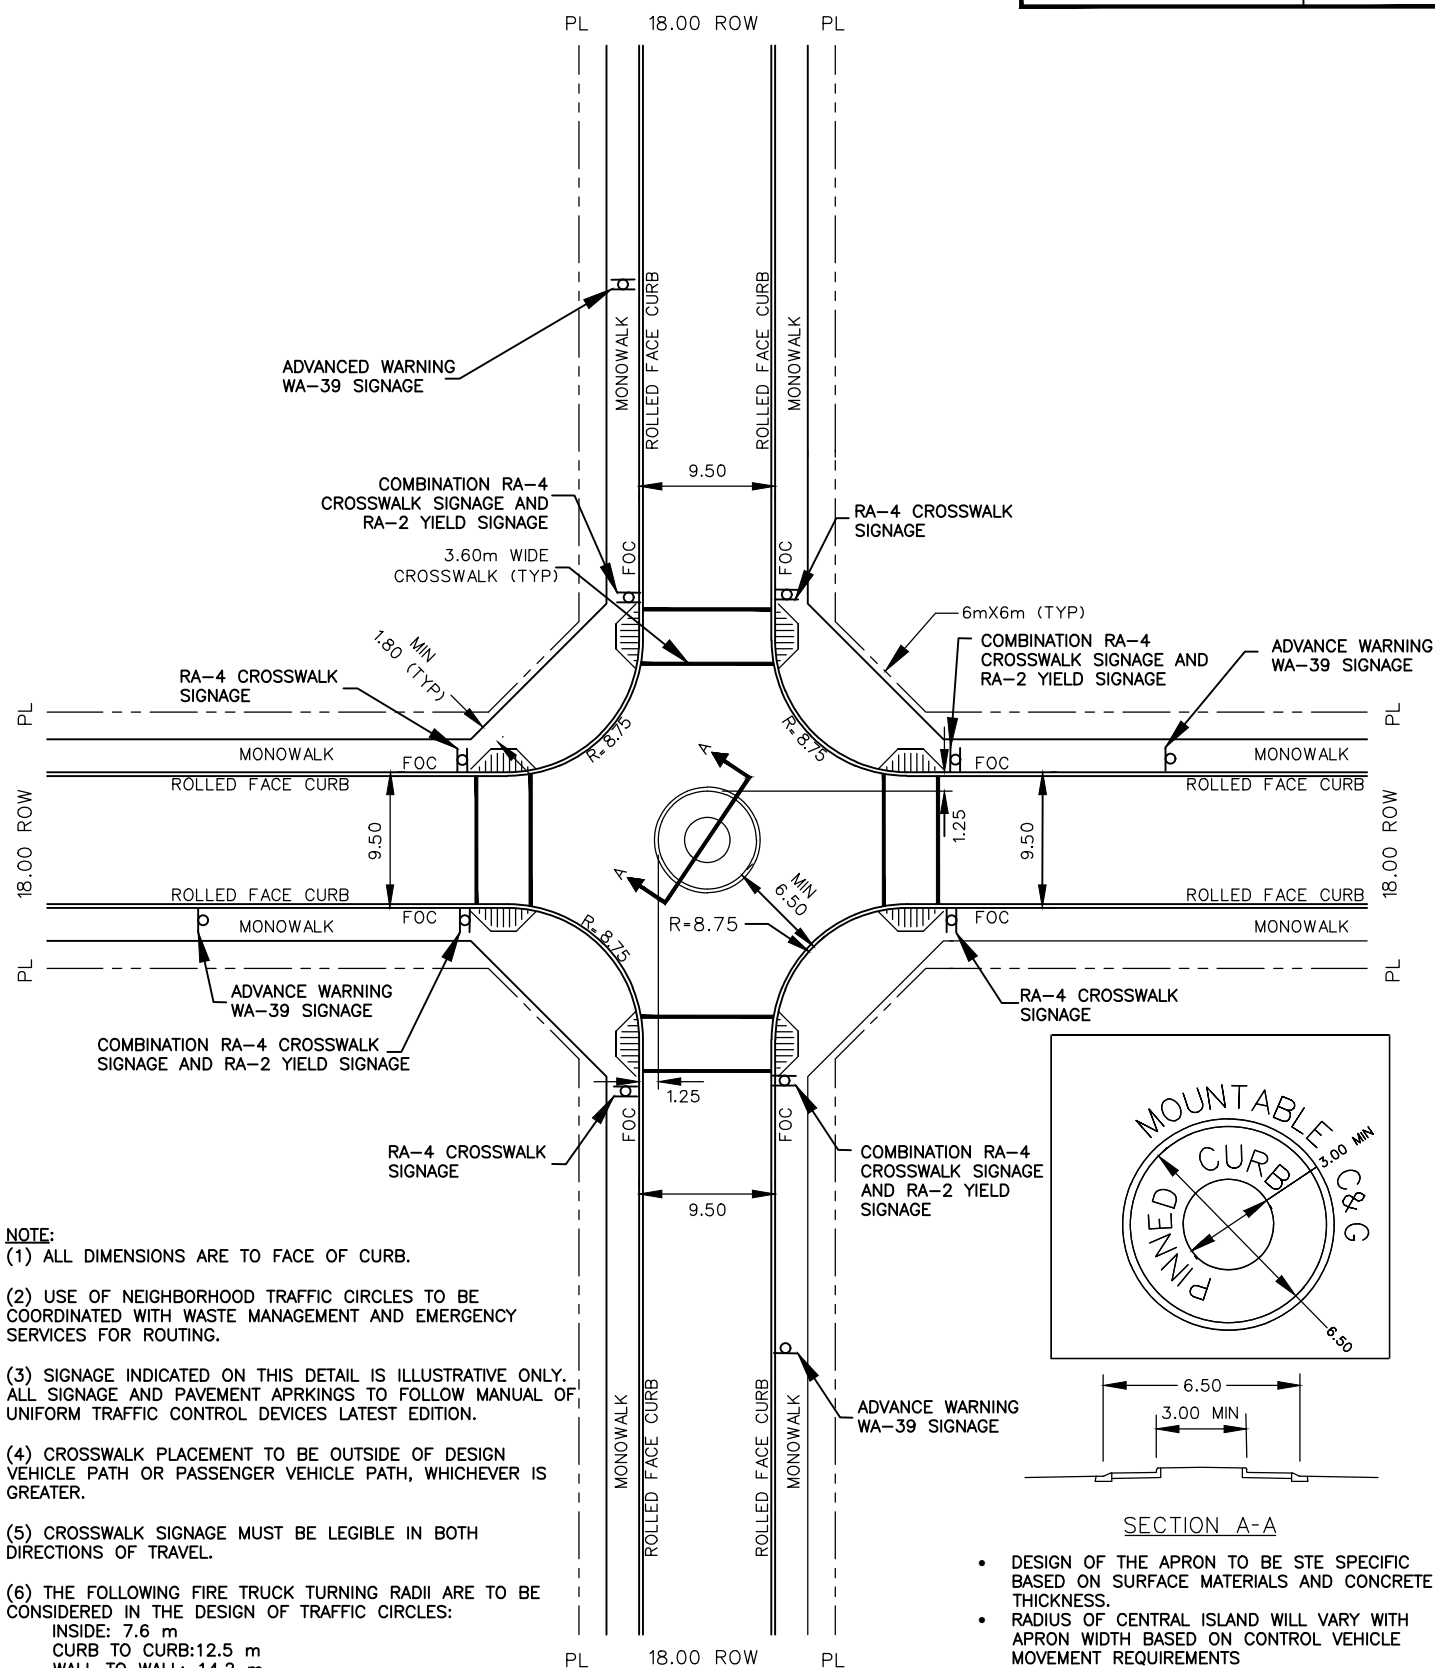 PL
18.00 ROW
PL
ROLLED FACE CURB
ROLLED FACE CURB
MONOWALK
MONOWALK
ADVANCED WARNING
WA-39 SIGNAGE
9.50
COMBINATION RA-4
CROSSWALK SIGNAGE AND
RA-2 YIELD SIGNAGE
RA-4 CROSSWALK
SIGNAGE
3.60m WIDE
CROSSWALK (TYP)
FOC
FOC
6mX6m (TYP)
MIN
1.80 (TYP)
COMBINATION RA-4
CROSSWALK SIGNAGE AND
RA-2 YIELD SIGNAGE
ADVANCE WARNING
WA-39 SIGNAGE
RA-4 CROSSWALK
SIGNAGE
PL
PL
R=8.75
R=8.75
MONOWALK
FOC
A
FOC
MONOWALK
ROLLED FACE CURB
ROLLED FACE CURB
18.00 ROW
9.50
1.25
9.50
18.00 ROW
A
MIN
6.50
ROLLED FACE CURB
ROLLED FACE CURB
MONOWALK
FOC
R=8.75
R=8.75
FOC
MONOWALK
PL
PL
ADVANCE WARNING
WA-39 SIGNAGE
RA-4 CROSSWALK
SIGNAGE
COMBINATION RA-4 CROSSWALK
SIGNAGE AND RA-2 YIELD SIGNAGE
1.25
FOC
FOC
RA-4 CROSSWALK
SIGNAGE
COMBINATION RA-4
CROSSWALK SIGNAGE
AND RA-2 YIELD
SIGNAGE
9.50
MOUNTABLE C&G
PINNED CURB
3.00 MIN
6.50
NOTE:
(1) ALL DIMENSIONS ARE TO FACE OF CURB.
(2) USE OF NEIGHBORHOOD TRAFFIC CIRCLES TO BE
COORDINATED WITH WASTE MANAGEMENT AND EMERGENCY
SERVICES FOR ROUTING.
(3) SIGNAGE INDICATED ON THIS DETAIL IS ILLUSTRATIVE ONLY.
ALL SIGNAGE AND PAVEMENT APRKINGS TO FOLLOW MANUAL OF
UNIFORM TRAFFIC CONTROL DEVICES LATEST EDITION.
(4) CROSSWALK PLACEMENT TO BE OUTSIDE OF DESIGN
VEHICLE PATH OR PASSENGER VEHICLE PATH, WHICHEVER IS
GREATER.
(5) CROSSWALK SIGNAGE MUST BE LEGIBLE IN BOTH
DIRECTIONS OF TRAVEL.
(6) THE FOLLOWING FIRE TRUCK TURNING RADII ARE TO BE
CONSIDERED IN THE DESIGN OF TRAFFIC CIRCLES:
INSIDE: 7.6 m
CURB TO CURB:12.5 m
WALL TO WALL: 14.2 m
MONOWALK
ROLLED FACE CURB
ROLLED FACE CURB
MONOWALK
ADVANCE WARNING
WA-39 SIGNAGE
6.50
3.00 MIN
SECTION A-A
• DESIGN OF THE APRON TO BE STE SPECIFIC
BASED ON SURFACE MATERIALS AND CONCRETE
THICKNESS.
• RADIUS OF CENTRAL ISLAND WILL VARY WITH
APRON WIDTH BASED ON CONTROL VEHICLE
MOVEMENT REQUIREMENTS
PL
18.00 ROW
PL